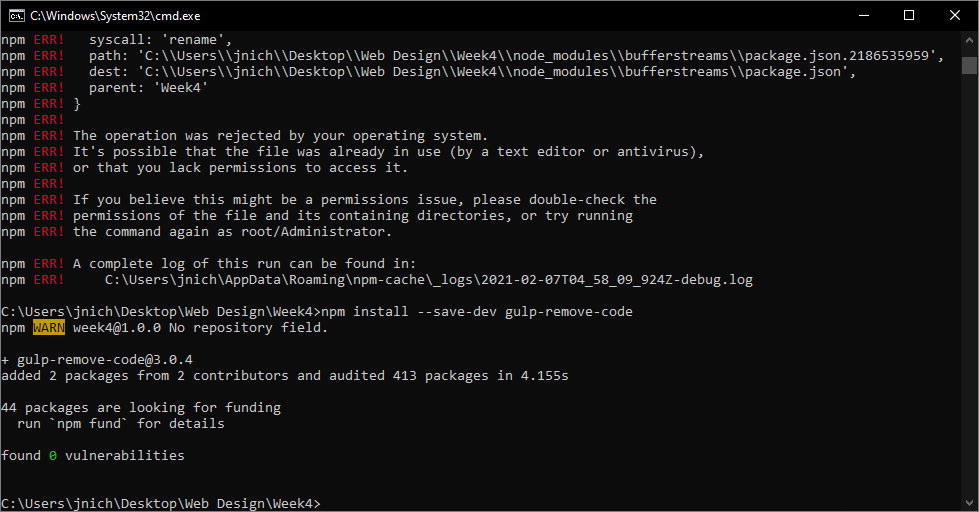 C:\Windows\System32\cmd.exe
npm ERR!   syscall: 'rename',
npm ERR!   path: 'C:\\Users\\jnich\\Desktop\\Web Design\\Week4\\node_modules\\bufferstreams\\package.json.2186535959',
npm ERR!   dest: 'C:\\Users\\jnich\\Desktop\\Web Design\\Week4\\node_modules\\bufferstreams\\package.json',
npm ERR!   parent: 'Week4'
npm ERR! }
npm ERR!
npm ERR! The operation was rejected by your operating system.
npm ERR! It's possible that the file was already in use (by a text editor or antivirus),
npm ERR! or that you lack permissions to access it.
npm ERR!
npm ERR! If you believe this might be a permissions issue, please double-check the
npm ERR! permissions of the file and its containing directories, or try running
npm ERR! the command again as root/Administrator.
npm ERR! A complete log of this run can be found in:
npm ERR!     C:\Users\jnich\AppData\Roaming\npm-cache\_logs\2021-02-07T04_58_09_924Z-debug.log
C:\Users\jnich\Desktop\Web Design\Week4>npm install --save-dev gulp-remove-code
npm WARN week4@1.0.0 No repository field.
+ gulp-remove-code@3.0.4
added 2 packages from 2 contributors and audited 413 packages in 4.155s
44 packages are looking for funding
  run `npm fund` for details
found 0 vulnerabilities
C:\Users\jnich\Desktop\Web Design\Week4>